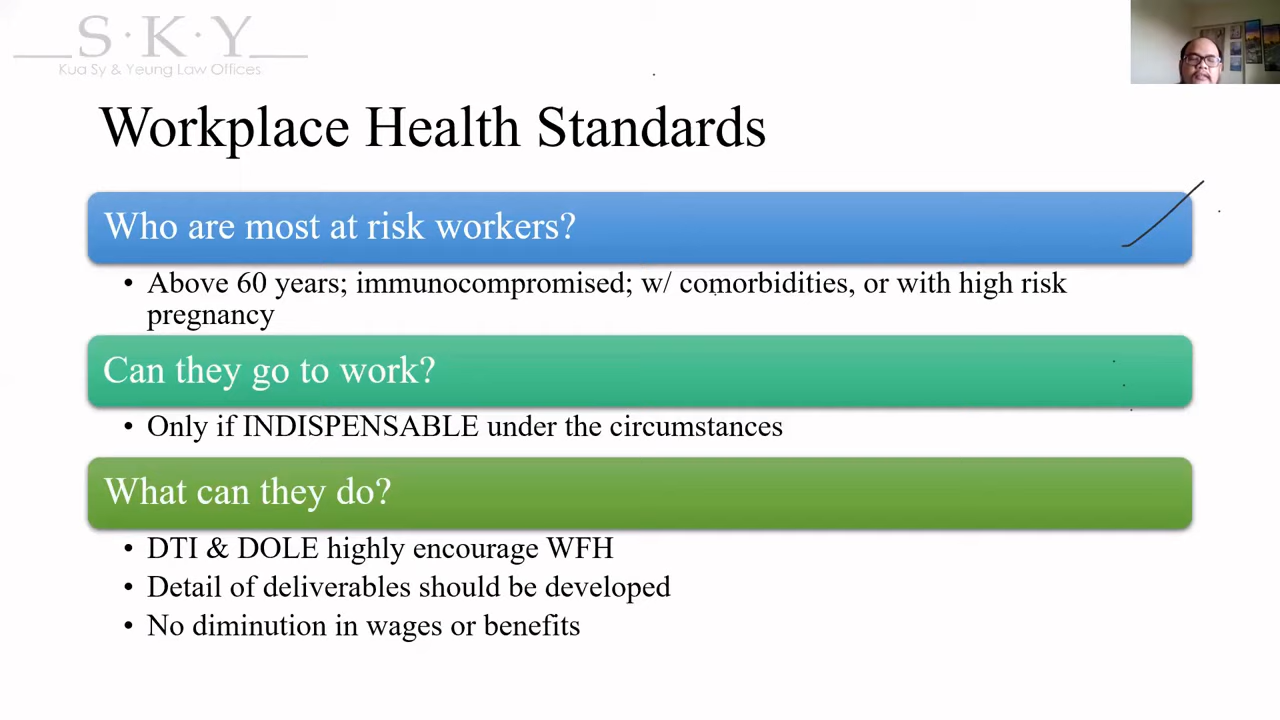 S·K·Y
Kua Sy & Yeung Law Offices
Workplace Health Standards
Who are most at risk workers?
• Above 60 years; immunocompromised; w/ comorbidities, or with high risk
pregnancy
Can they go to work?
• Only if INDISPENSABLE under the circumstances
What can they do?
• DTI & DOLE highly encourage WFH
• Detail of deliverables should be developed
• No diminution in wages or benefits